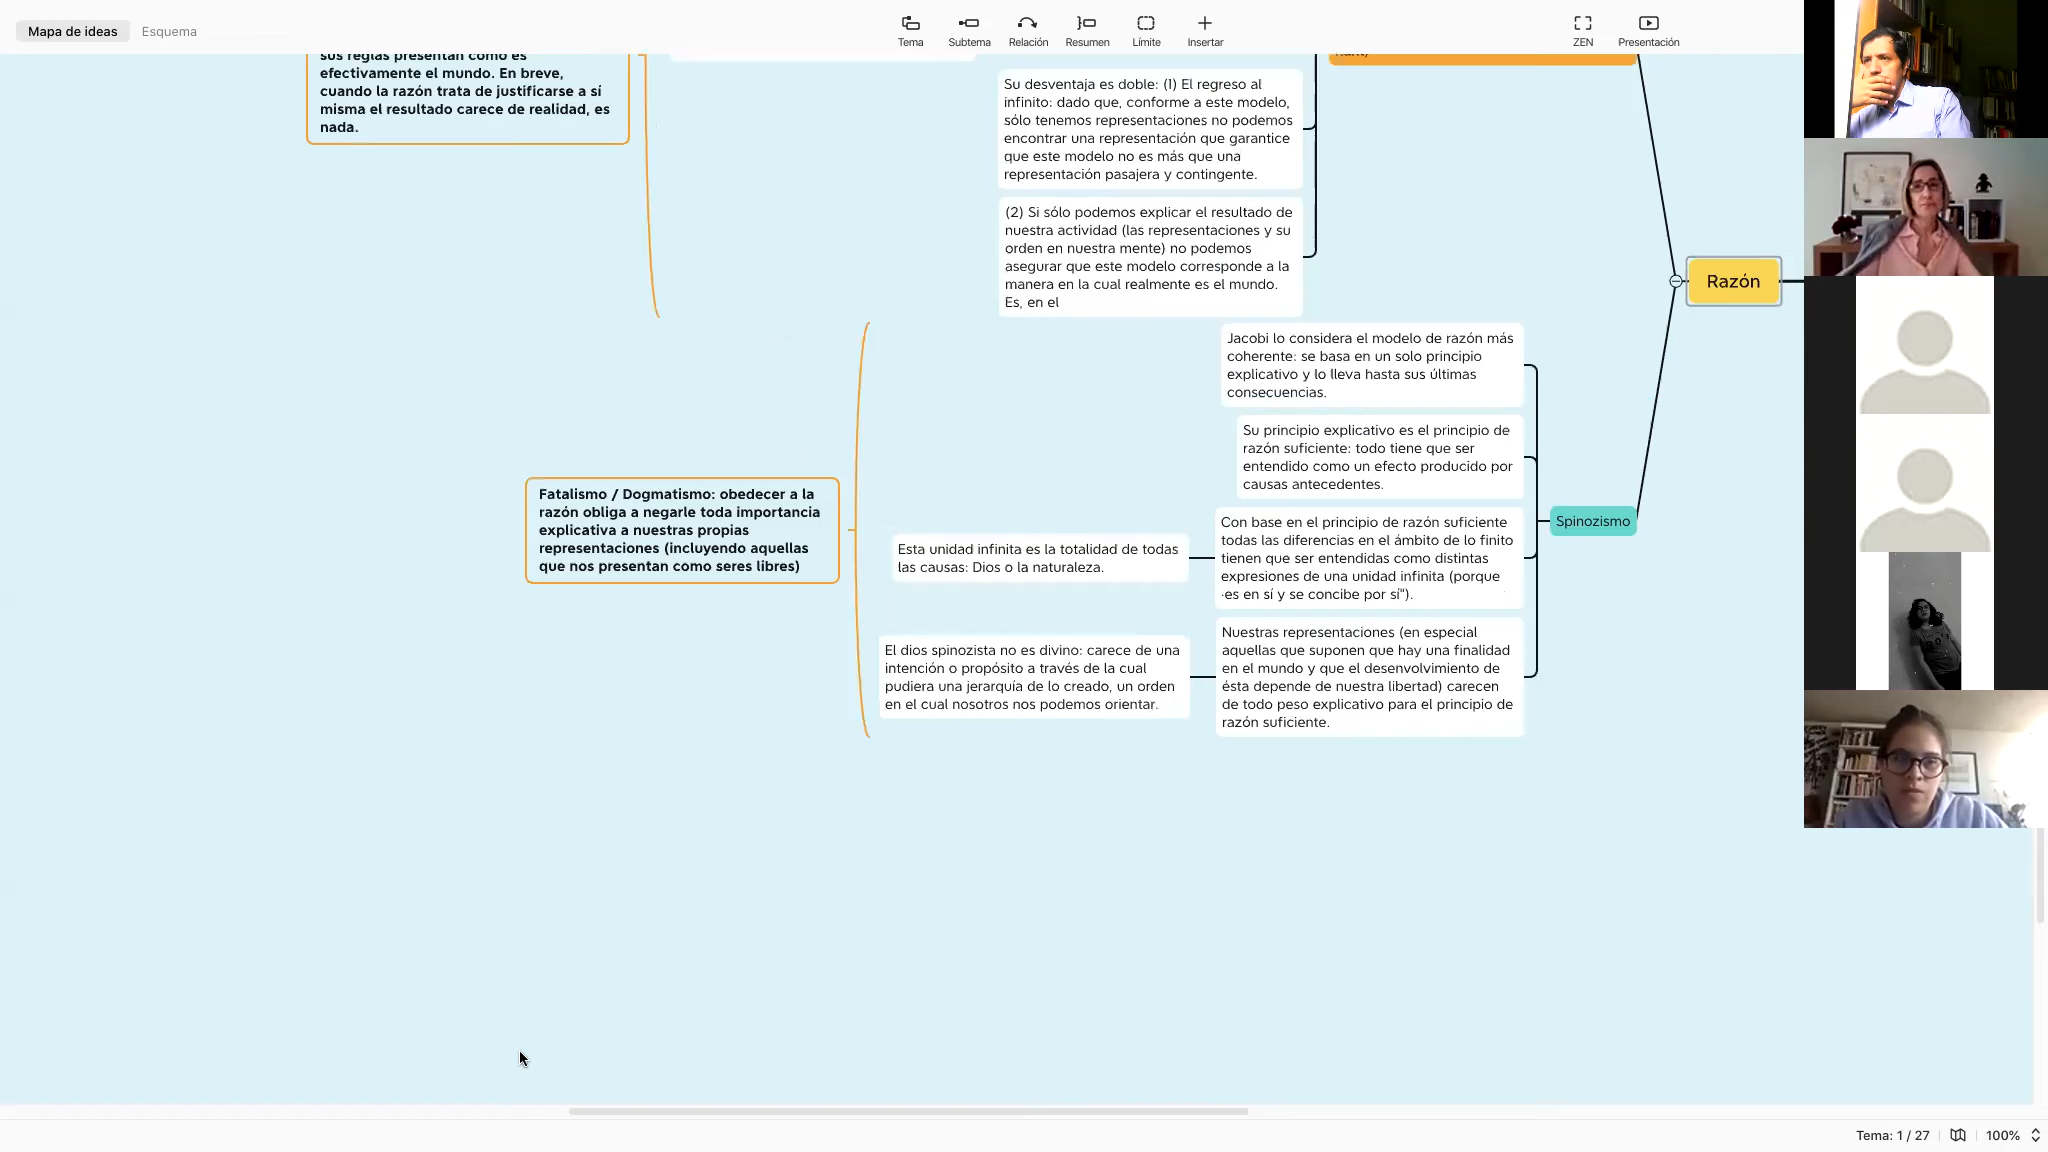 Mapa de ideas
Esquema
Tema
Subtema
Relación
Resumen
Límite
Insertar
ZEN
Presentación
sus reglas presentan como es
efectivamente el mundo. En breve,
cuando la razón trata de justificarse a sí
misma el resultado carece de realidad, es
nada.
Su desventaja es doble: (1) El regreso al
infinito: dado que, conforme a este modelo,
sólo tenemos representaciones no podemos
encontrar una representación que garantice
que este modelo no es más que una
representación pasajera y contingente.
(2) Si sólo podemos explicar el resultado de
nuestra actividad (las representaciones y su
orden en nuestra mente) no podemos
asegurar que este modelo corresponde a la
manera en la cual realmente es el mundo.
Es, en el
Razón
Jacobi lo considera el modelo de razón más
coherente: se basa en un solo principio
explicativo y lo lleva hasta sus últimas
consecuencias.
Su principio explicativo es el principio de
razón suficiente: todo tiene que ser
entendido como un efecto producido por
causas antecedentes.
Spinozismo
Con base en el principio de razón suficiente
todas las diferencias en el ámbito de lo finito
tienen que ser entendidas como distintas
expresiones de una unidad infinita (porque
·es en sí y se concibe por sí").
Esta unidad infinita es la totalidad de todas
las causas: Dios o la naturaleza.
Nuestras representaciones (en especial
aquellas que suponen que hay una finalidad
en el mundo y que el desenvolvimiento de
ésta depende de nuestra libertad) carecen
de todo peso explicativo para el principio de
razón suficiente.
El dios spinozista no es divino: carece de una
intención o propósito a través de la cual
pudiera una jerarquía de lo creado, un orden
en el cual nosotros nos podemos orientar.
Fatalismo / Dogmatismo: obedecer a la
razón obliga a negarle toda importancia
explicativa a nuestras propias
representaciones (incluyendo aquellas
que nos presentan como seres libres)
Tema: 1 / 27
100%